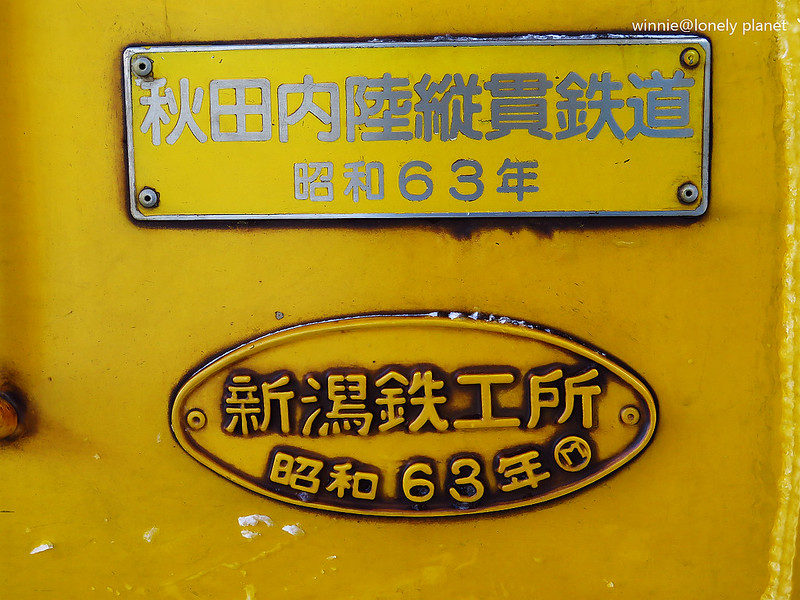 winnie@lonely planet
秋田内陸縦貫鉄道
昭和63年
新潟鉄工所
昭和63年